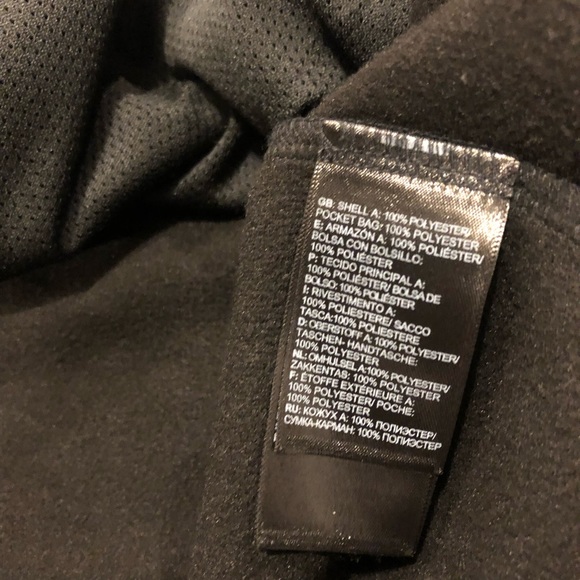 GB: SHELL A: 100% POLYESTER/
POCKET BAG: 100% POLYESTER
E: ARMAZÓN A: 100% POLIÉSTER/
BOLSA CON BOLSILLO:
100% POLIÉSTER
P: TECIDO PRINCIPAL A:
100% POLIÉSTER/ BOLSA DE
BOLSO: 100% POLIÉSTER
I: RIVESTIMENTO A:
100% POLIESTERE/ SACCO
TASCA:100% POLIESTERE
D: OBERSTOFF A: 100% POLYESTER/
TASCHEN- HANDTASCHE:
100% POLYESTER
NL: OMHULSEL A:100% POLYESTER/
ZAKKENTAS: 100% POLYESTER
F: ÉTOFFE EXTÉRIEURE A:
100% POLYESTER/ POCHE:
100% POLYESTER
RU: КОЖУХ А: 100% ПОЛИЭСТЕР/
СУМКА-КАРМАН: 100% ПОЛИЭСТЕР